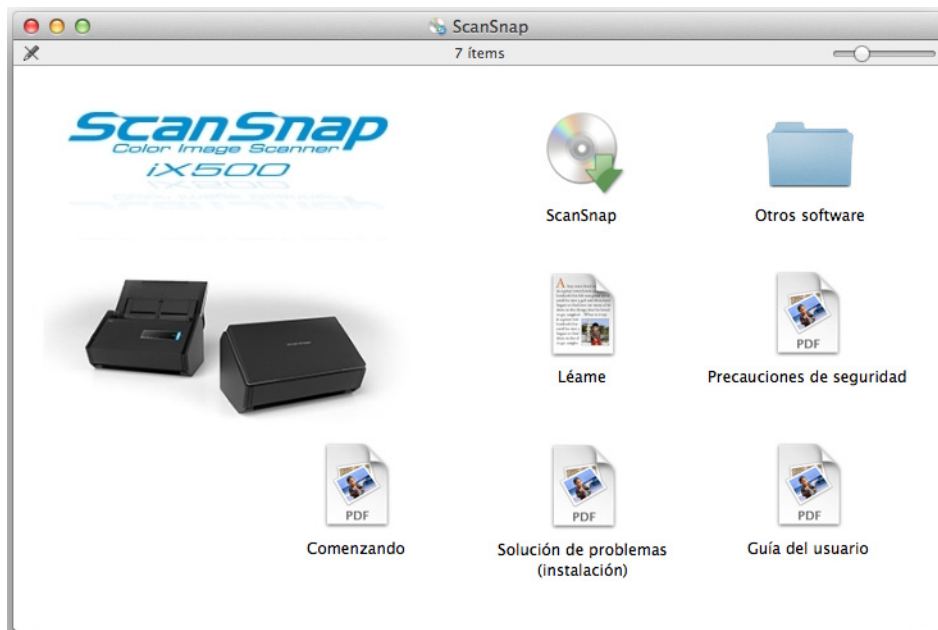 ScanSnap
7 ítems
ScanSnap
Color Image Scanner
iX500
ScanSnap
Otros software
PDF
Léame
Precauciones de seguridad
PDF
PDF
PDF
Comenzando
Solución de problemas
(instalación)
Guía del usuario